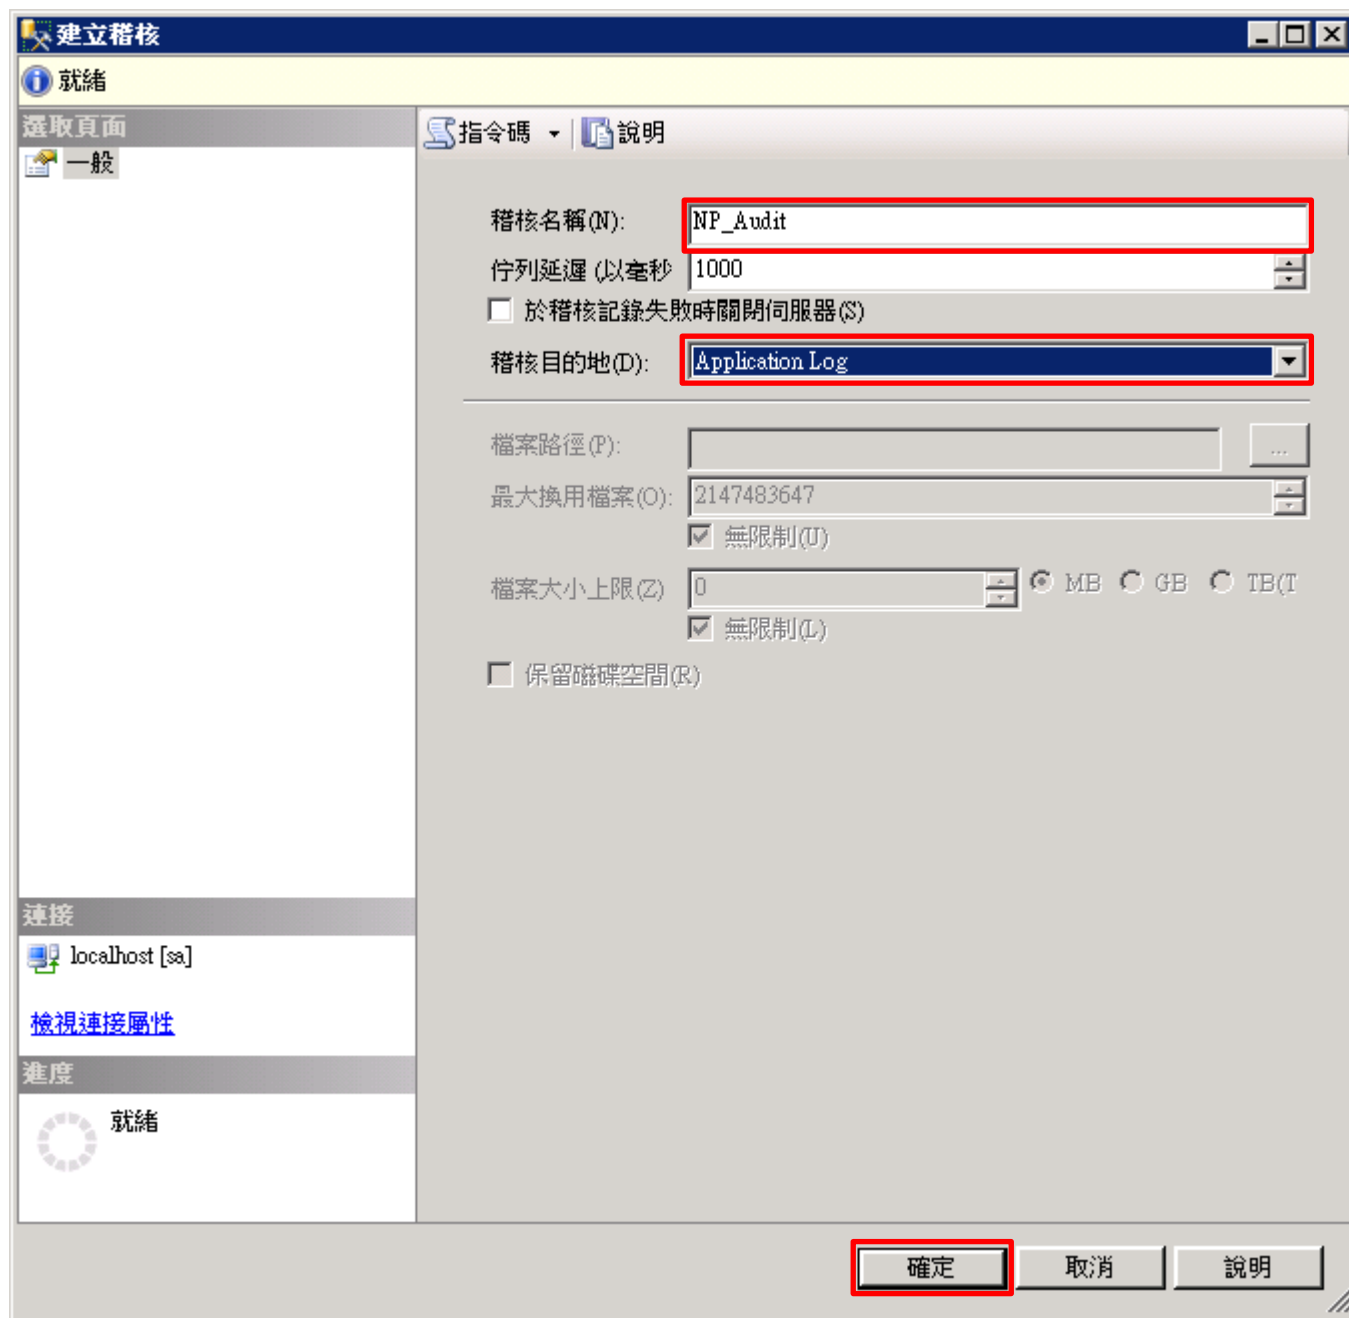 建立稽核
就緒
選取頁面
一般
指令碼
說明
稽核名稱(N):
NP_Audit
佇列延遲 (以毫秒
1000
於稽核記錄失敗時關閉伺服器(S)
稽核目的地(D):
Application Log
檔案路徑(P):
...
最大換用檔案(O):
2147483647
無限制(U)
檔案大小上限(Z)
0
MB
GB
TB(T
無限制(L)
保留磁碟空間(R)
連接
localhost [sa]
檢視連接屬性
進度
就緒
確定
取消
說明